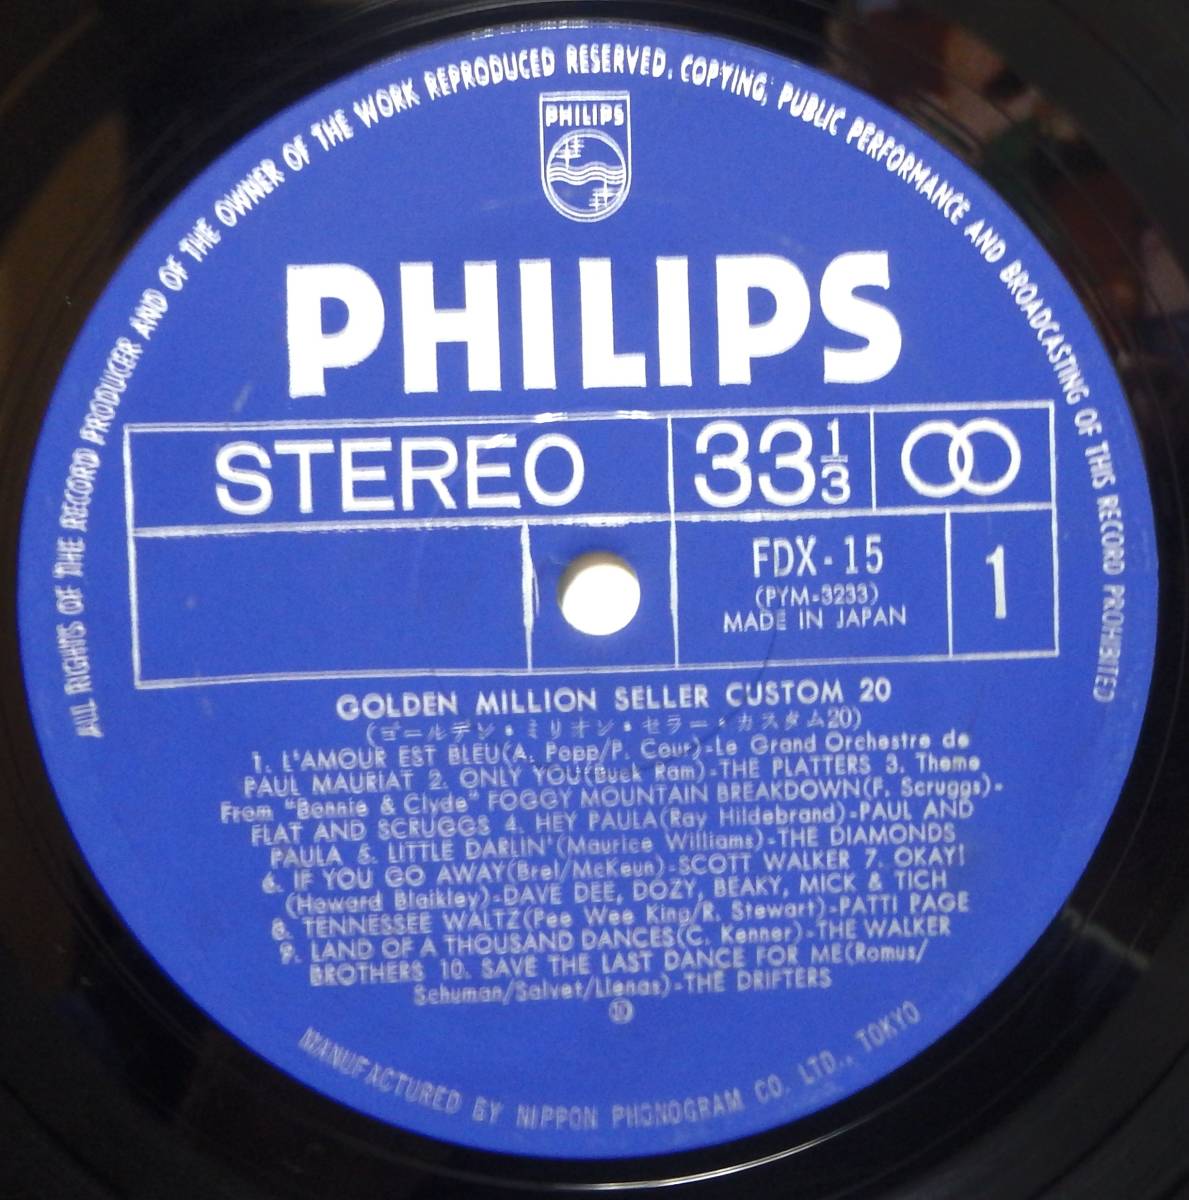 ALL RIGHTS OF THE RECORD PRODUCER AND OF THE OWNER OF THE WORK REPRODUCED RESERVED. COPYING, PUBLIC PERFORMANCE AND BROADCASTING OF THIS RECORD PROHIBITED
PHILIPS
PHILIPS
STEREO
33 1/3
FDX-15
(PYM-3233)
MADE IN JAPAN
1
GOLDEN MILLION SELLER CUSTOM 20
(ゴールデン・ミリオン・セラー・カスタム20)
1. L'AMOUR EST BLEU(A. Popp/P. Cour)-Le Grand Orchestre de
PAUL MAURIAT 2. ONLY YOU(Buck Ram)-THE PLATTERS 3. Theme
From "Bonnie & Clyde" FOGGY MOUNTAIN BREAKDOWN(F. Scruggs)-
FLAT AND SCRUGGS 4. HEY PAULA(Ray Hildebrand)-PAUL AND
PAULA 5. LITTLE DARLIN'(Maurice Williams)-THE DIAMONDS
6. IF YOU GO AWAY(Brel/McKeun)-SCOTT WALKER 7. OKAY!
(Howard Blaikley)-DAVE DEE, DOZY, BEAKY, MICK & TICH
8. TENNESSEE WALTZ(Pee Wee King/R. Stewart)-PATTI PAGE
9. LAND OF A THOUSAND DANCES(C. Kenner)-THE WALKER
BROTHERS 10. SAVE THE LAST DANCE FOR ME(Romus/
Schuman/Salvet/Llenas)-THE DRIFTERS
10
MANUFACTURED BY NIPPON PHONOGRAM CO. LTD., TOKYO